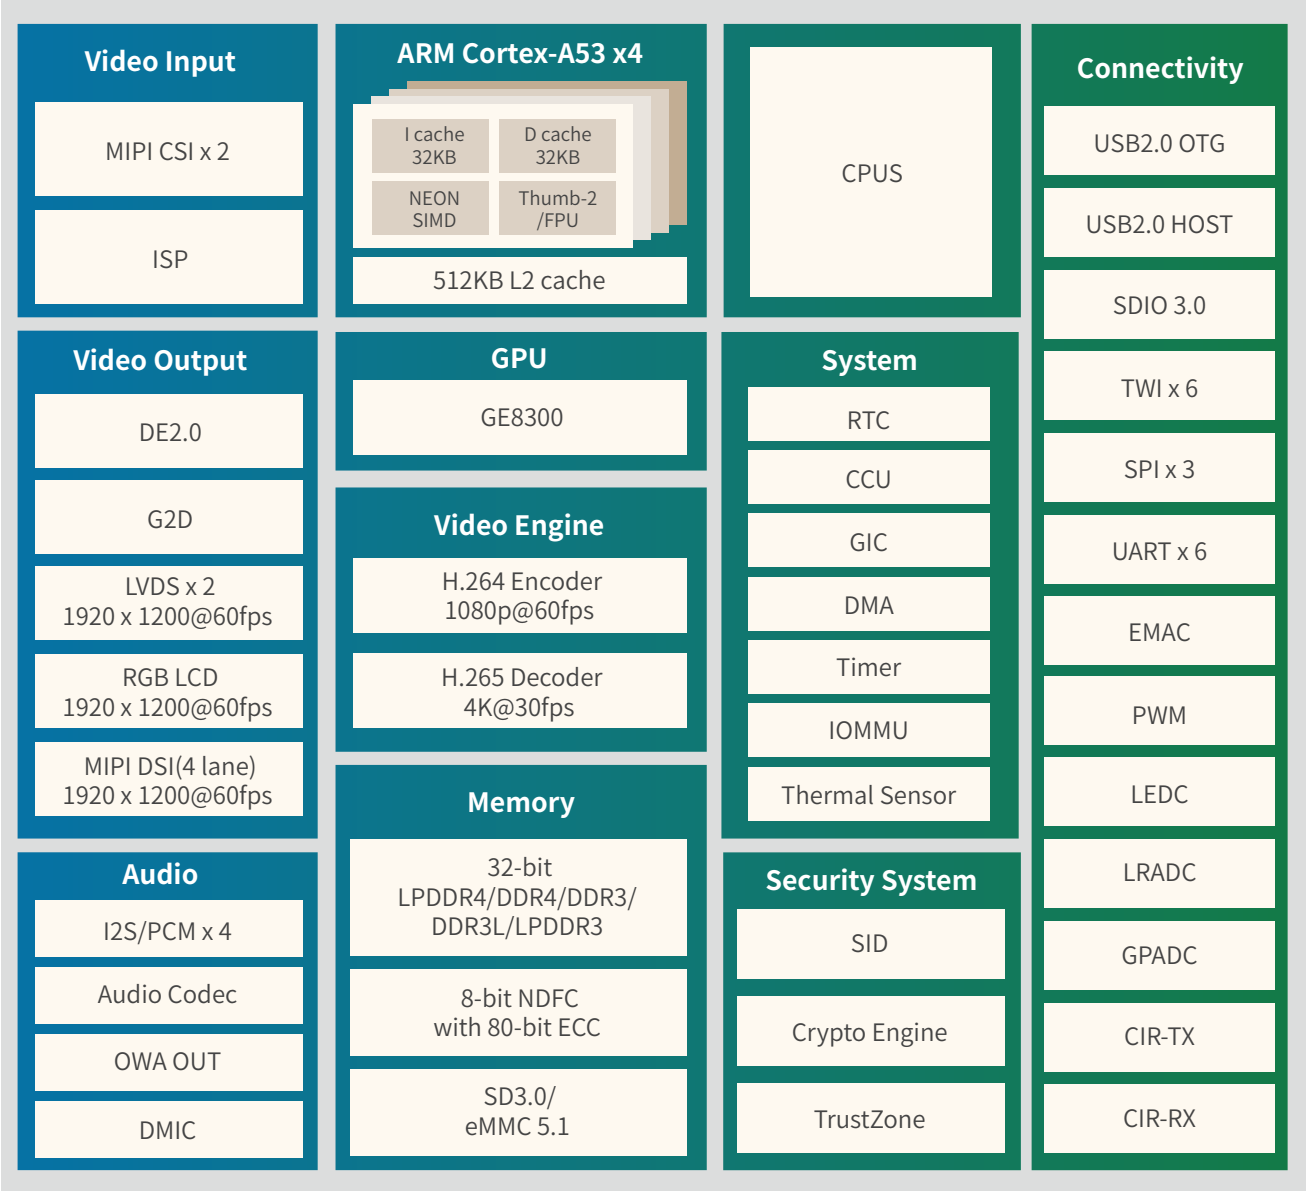 Video Input
MIPI CSI x 2
ISP
Video Output
DE2.0
G2D
LVDS x 2
1920 x 1200@60fps
RGB LCD
1920 x 1200@60fps
MIPI DSI(4 lane)
1920 x 1200@60fps
Audio
I2S/PCM x 4
Audio Codec
OWA OUT
DMIC
ARM Cortex-A53 x4
I cache
32KB
D cache
32KB
NEON
SIMD
Thumb-2
/FPU
512KB L2 cache
GPU
GE8300
Video Engine
H.264 Encoder
1080p@60fps
H.265 Decoder
4K@30fps
Memory
32-bit
LPDDR4/DDR4/DDR3/
DDR3L/LPDDR3
8-bit NDFC
with 80-bit ECC
SD3.0/
eMMC 5.1
CPUS
System
RTC
CCU
GIC
DMA
Timer
IOMMU
Thermal Sensor
Security System
SID
Crypto Engine
TrustZone
Connectivity
USB2.0 OTG
USB2.0 HOST
SDIO 3.0
TWI x 6
SPI x 3
UART x 6
EMAC
PWM
LEDC
LRADC
GPADC
CIR-TX
CIR-RX